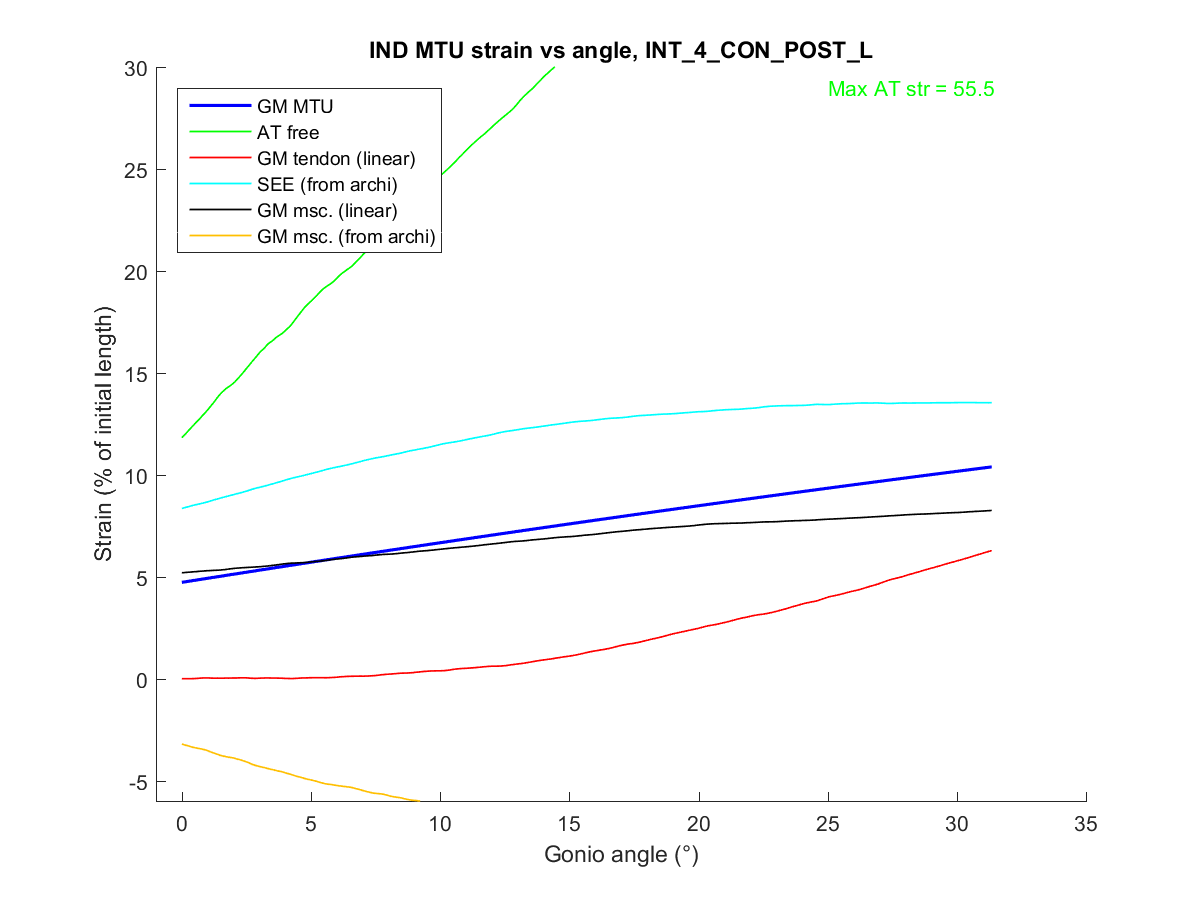 IND MTU strain vs angle, INT_4_CON_POST_L
Max AT str = 55.5
GM MTU
AT free
GM tendon (linear)
SEE (from archi)
GM msc. (linear)
GM msc. (from archi)
Strain (% of initial length)
30
25
20
15
10
5
0
-5
0 5 10 15 20 25 30 35
Gonio angle (°)